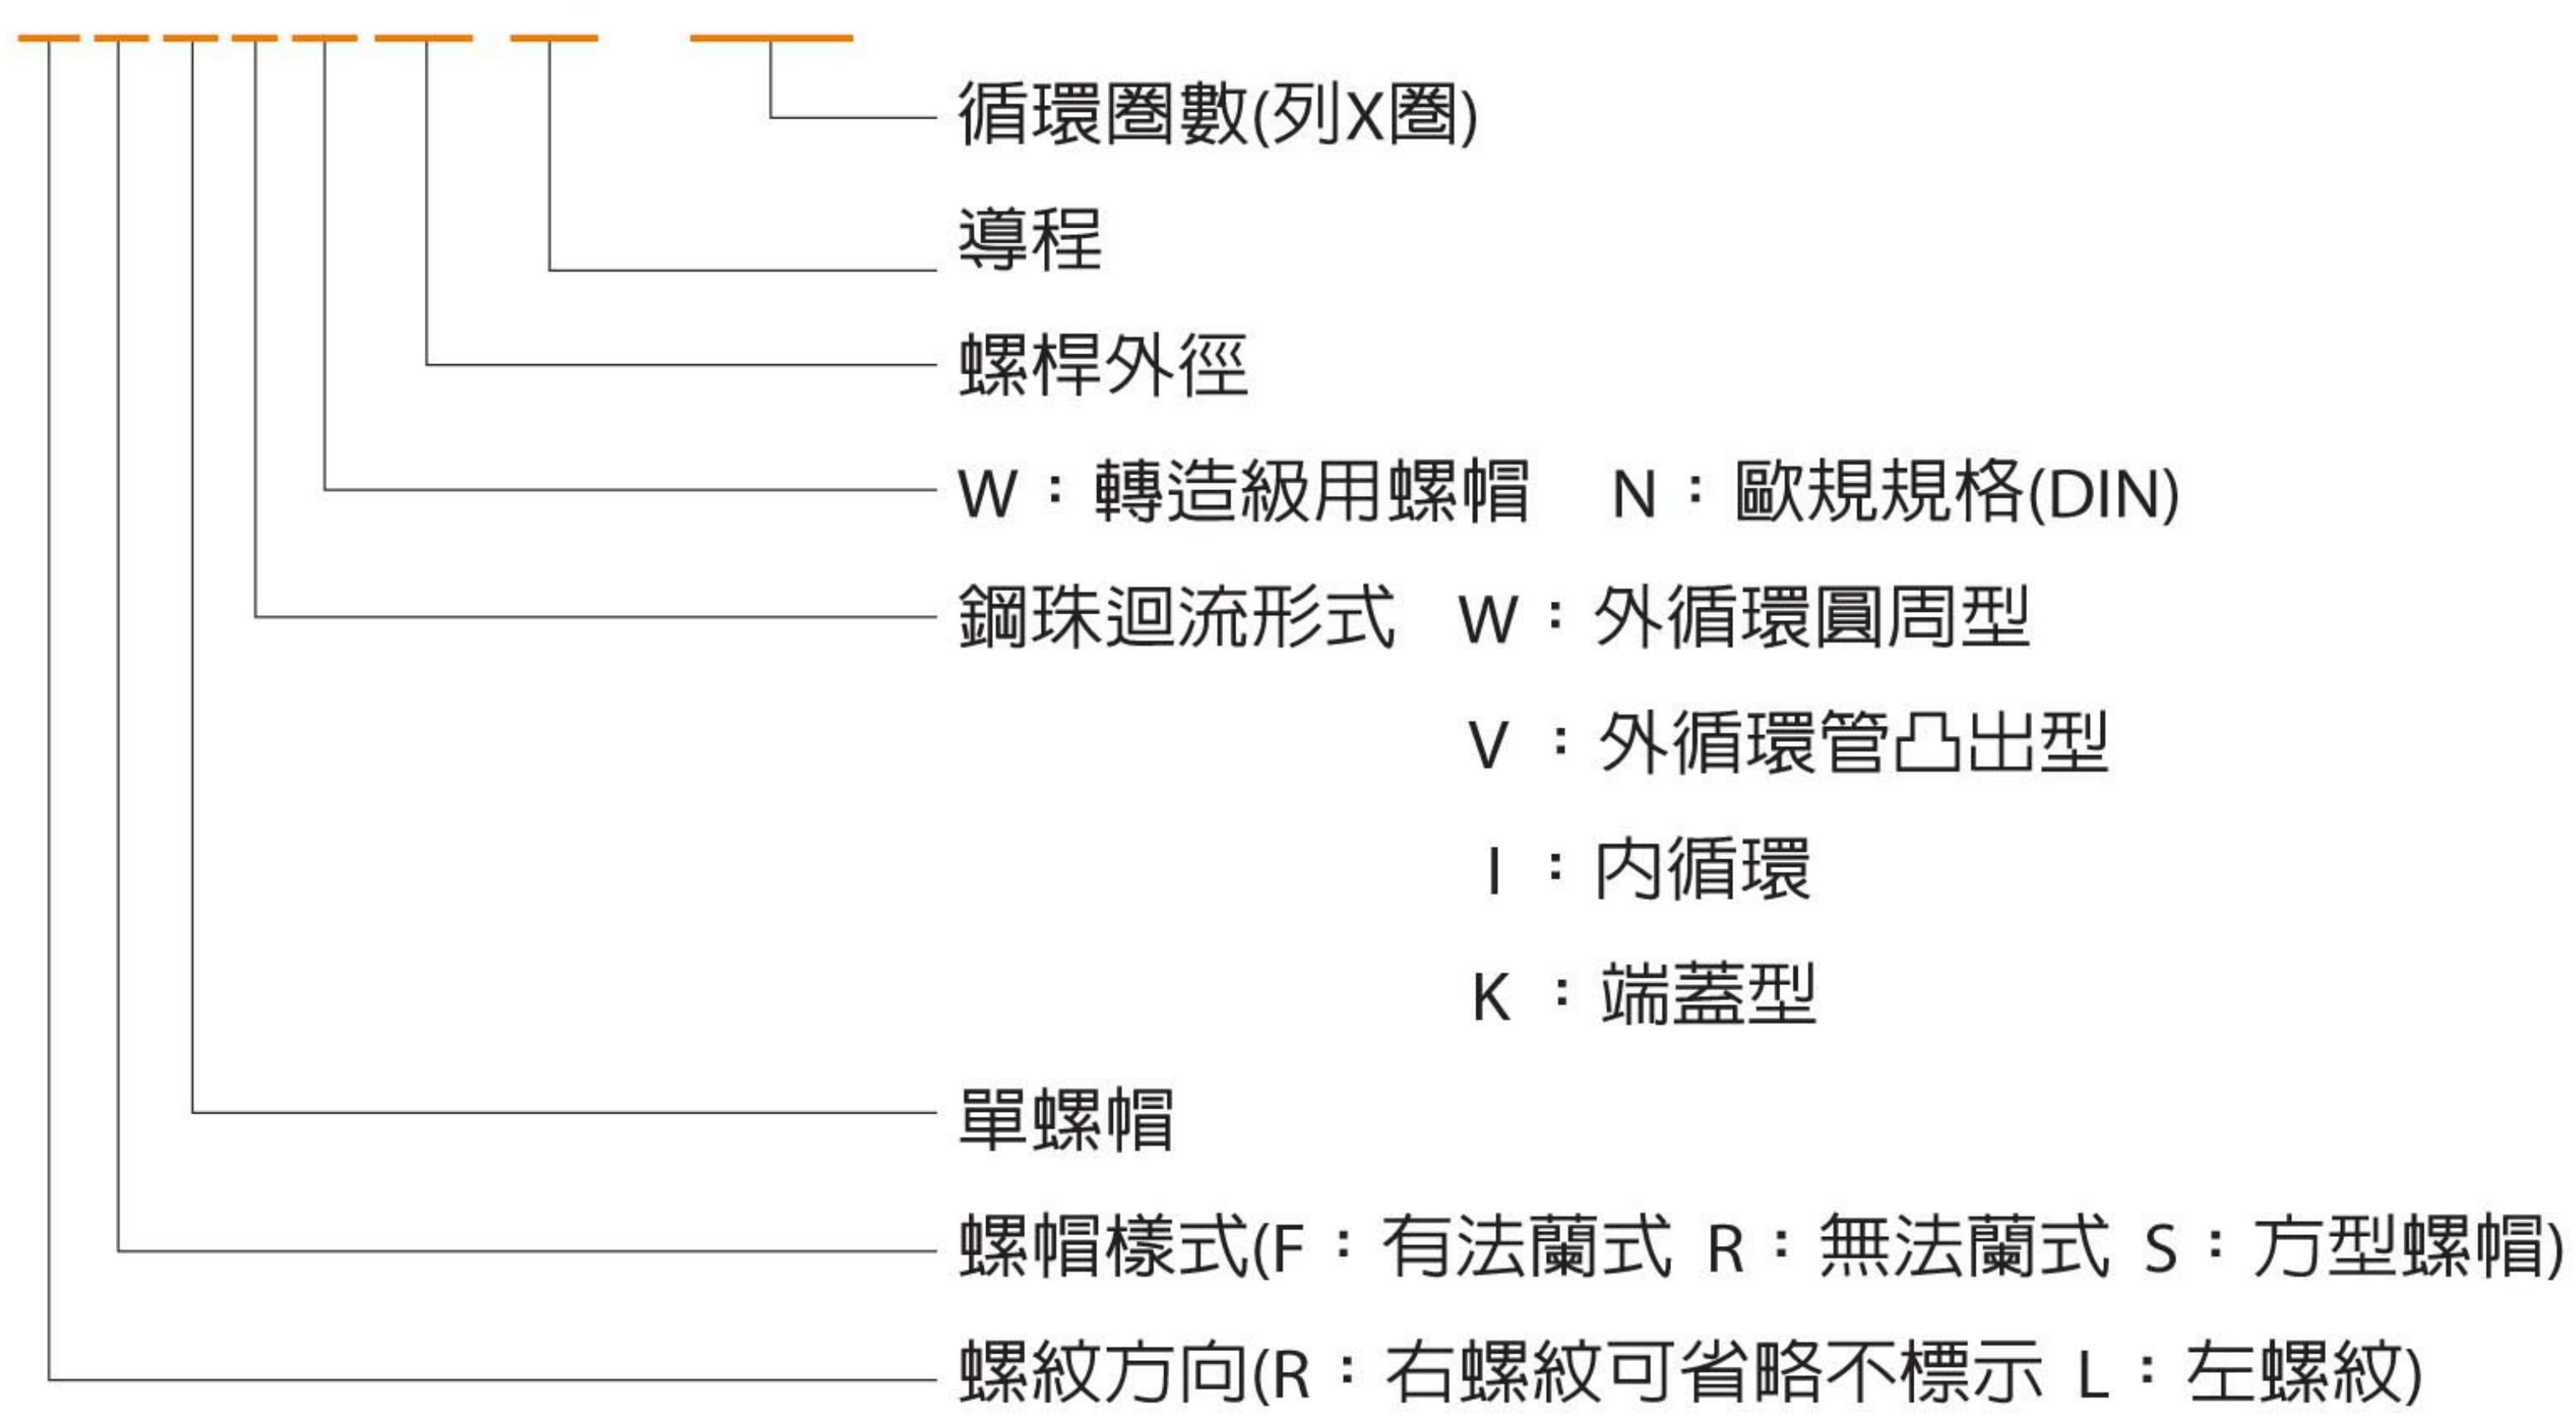 循環圈數(列X圈)
導程
螺桿外徑
W：轉造級用螺帽 N：歐規規格(DIN)
鋼珠迴流形式 W：外循環圓周型
V：外循環管凸出型
I：內循環
K：端蓋型
單螺帽
螺帽樣式(F：有法蘭式 R：無法蘭式 S：方型螺帽)
螺紋方向(R：右螺紋可省略不標示 L：左螺紋)